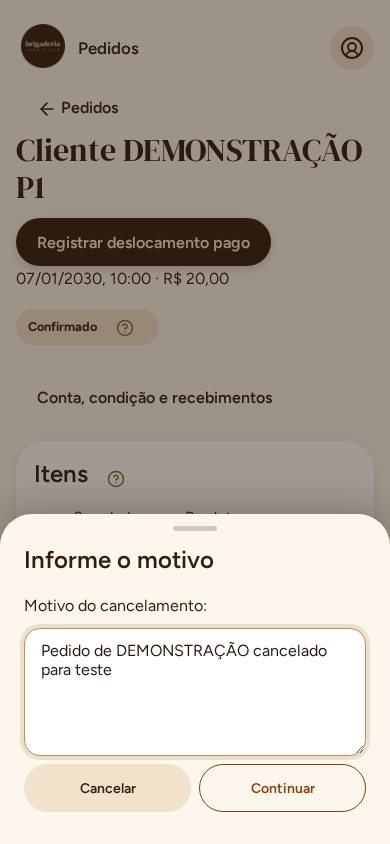 brigaderia
Pedidos
← Pedidos
Cliente DEMONSTRAÇÃO
P1
Registrar deslocamento pago
07/01/2030, 10:00 · R$ 20,00
Confirmado ?
Conta, condição e recebimentos
Itens ?
Informe o motivo
Motivo do cancelamento:
Pedido de DEMONSTRAÇÃO cancelado
para teste
Cancelar
Continuar